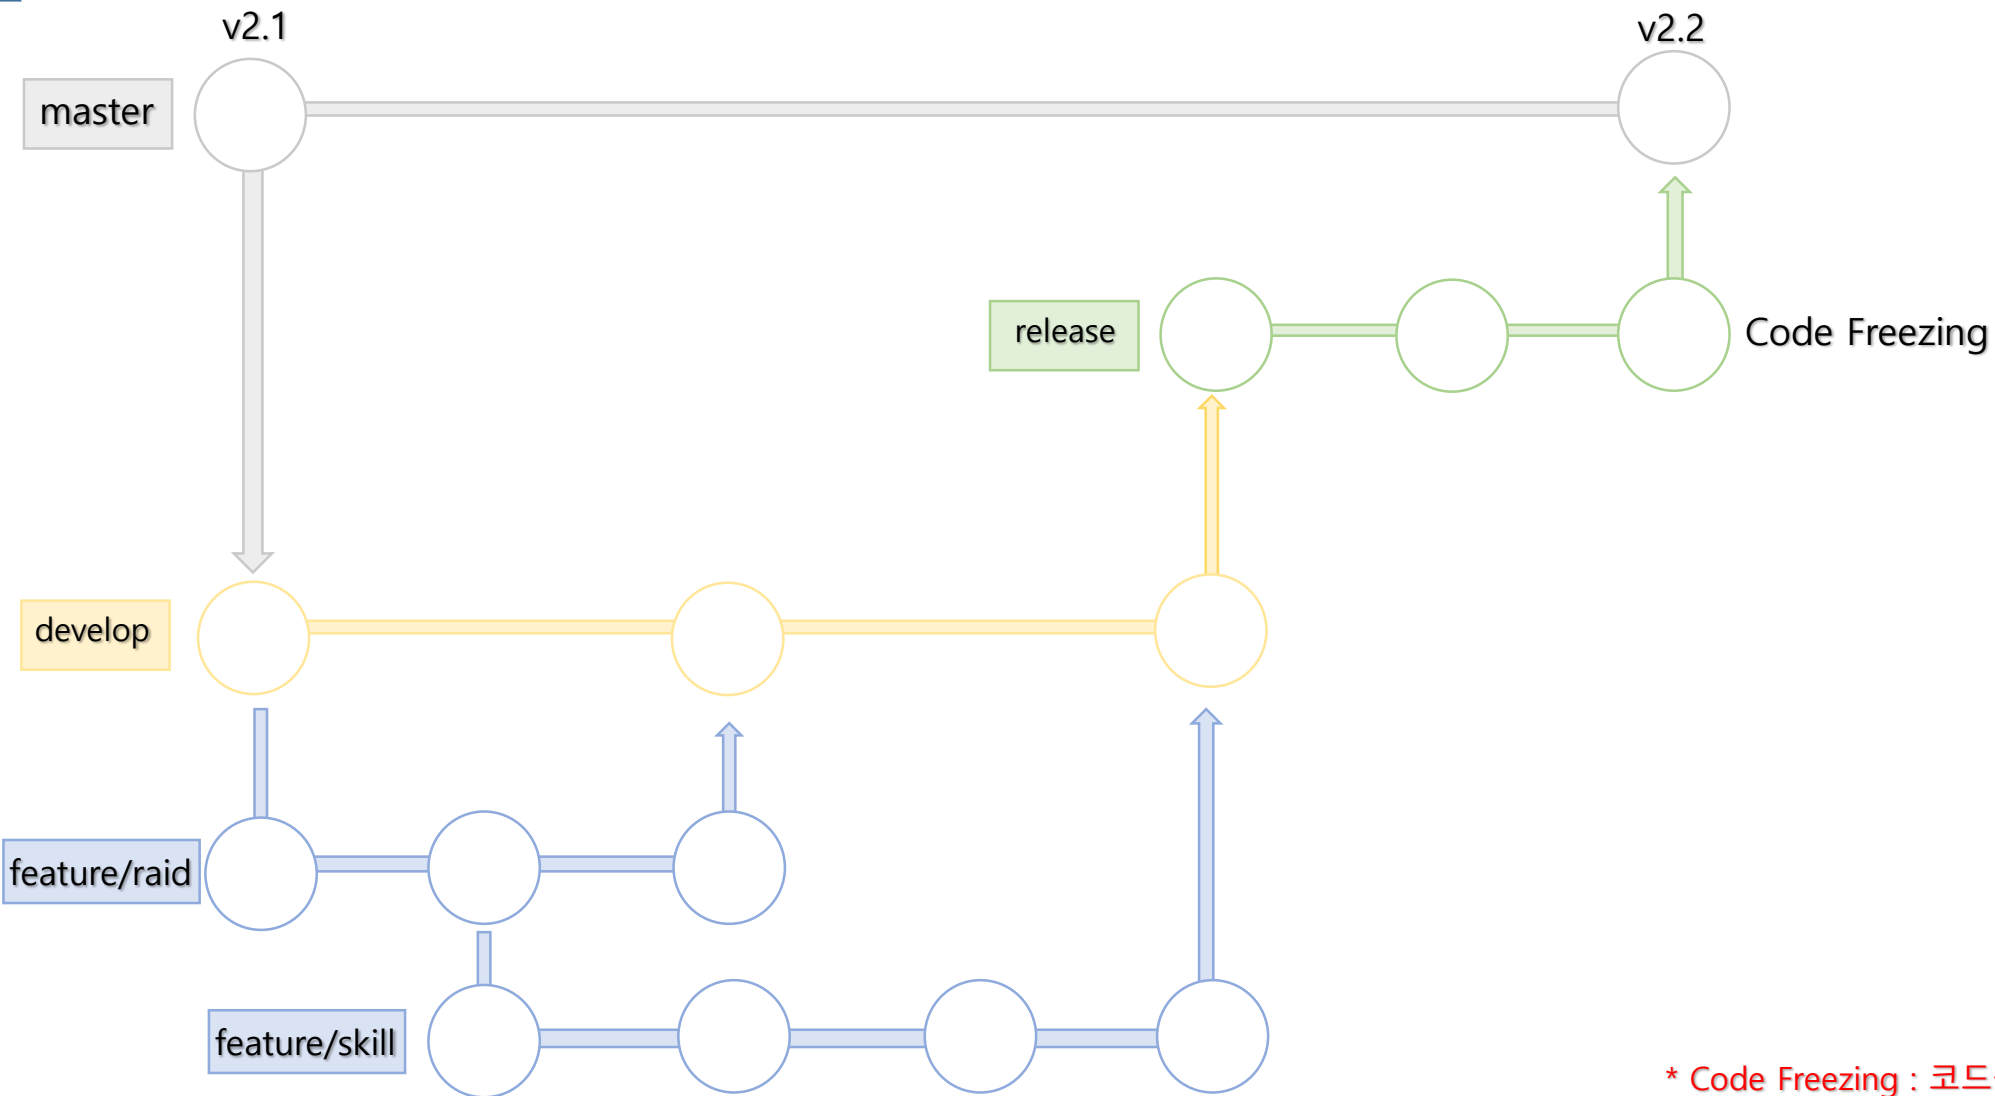 v2.1
v2.2
master
release
Code Freezing
develop
feature/raid
feature/skill
* Code Freezing : 코드